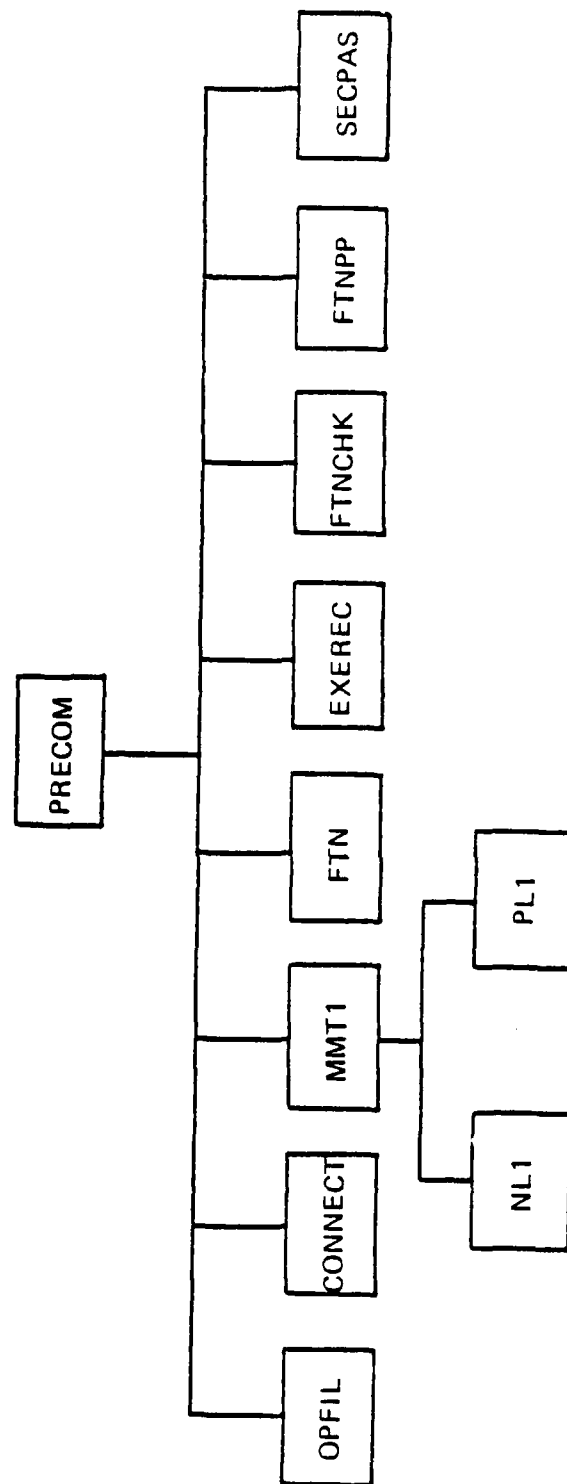 PRECOM
OPFIL
CONNECT
MMT1
FTN
EXEREC
FTNCHK
FTNPP
SECPAS
NL1
PL1